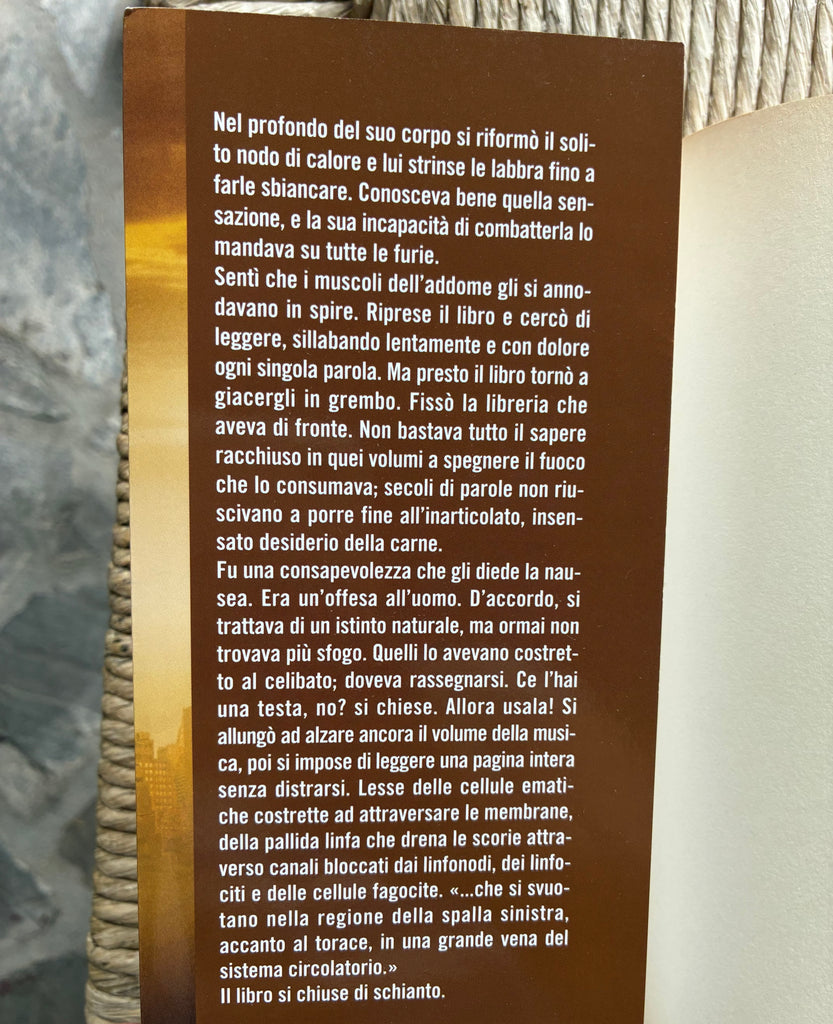 Nel profondo del suo corpo si riformò il soli-
to nodo di calore e lui strinse le labbra fino a
farle sbiancare. Conosceva bene quella sen-
sazione, e la sua incapacità di combatterla lo
mandava su tutte le furie.
Sentì che i muscoli dell'addome gli si anno-
davano in spire. Riprese il libro e cercò di
leggere, sillabando lentamente e con dolore
ogni singola parola. Ma presto il libro tornò a
giacergli in grembo. Fissò la libreria che
aveva di fronte. Non bastava tutto il sapere
racchiuso in quei volumi a spegnere il fuoco
che lo consumava; secoli di parole non riu-
scivano a porre fine all'inarticolato, insen-
sato desiderio della carne.
Fu una consapevolezza che gli diede la nau-
sea. Era un'offesa all'uomo. D'accordo, si
trattava di un istinto naturale, ma ormai non
trovava più sfogo. Quelli lo avevano costret-
to al celibato; doveva rassegnarsi. Ce l'hai
una testa, no? si chiese. Allora usala! Si
allungò ad alzare ancora il volume della musi-
ca, poi si impose di leggere una pagina intera
senza distrarsi. Lesse delle cellule emati-
che costrette ad attraversare le membrane,
della pallida linfa che drena le scorie attra-
verso canali bloccati dai linfonodi, dei linfo-
citi e delle cellule fagocite. «...che si svuo-
tano nella regione della spalla sinistra,
accanto al torace, in una grande vena del
sistema circolatorio.»
Il libro si chiuse di schianto.